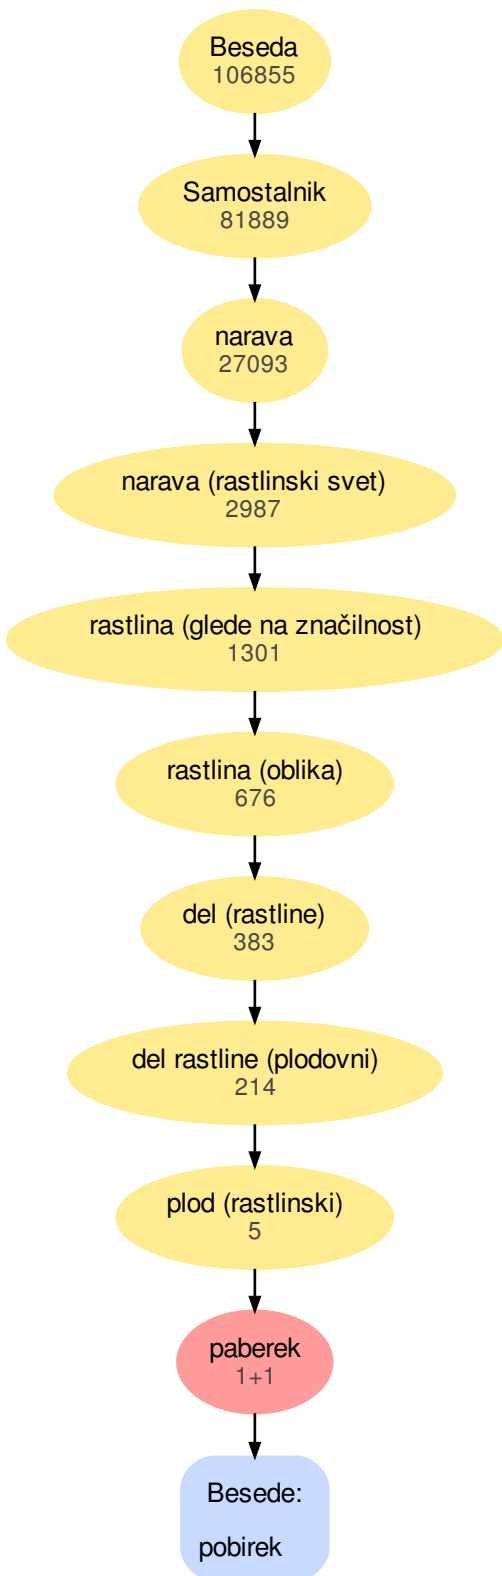 Beseda
106855
Samostalnik
81889
narava
27093
narava (rastlinski svet)
2987
rastlina (glede na značilnost)
1301
rastlina (oblika)
676
del (rastline)
383
del rastline (plodovni)
214
plod (rastlinski)
5
paberek
1+1
Besede:
pobirek